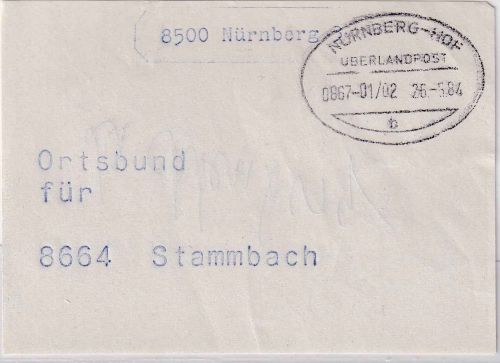 8500 Nürnberg
NÜRNBERG-HOF
ÜBERLANDPOST
0867-01/02 26.-5.84
b
Ortsbund
für
8664 Stammbach